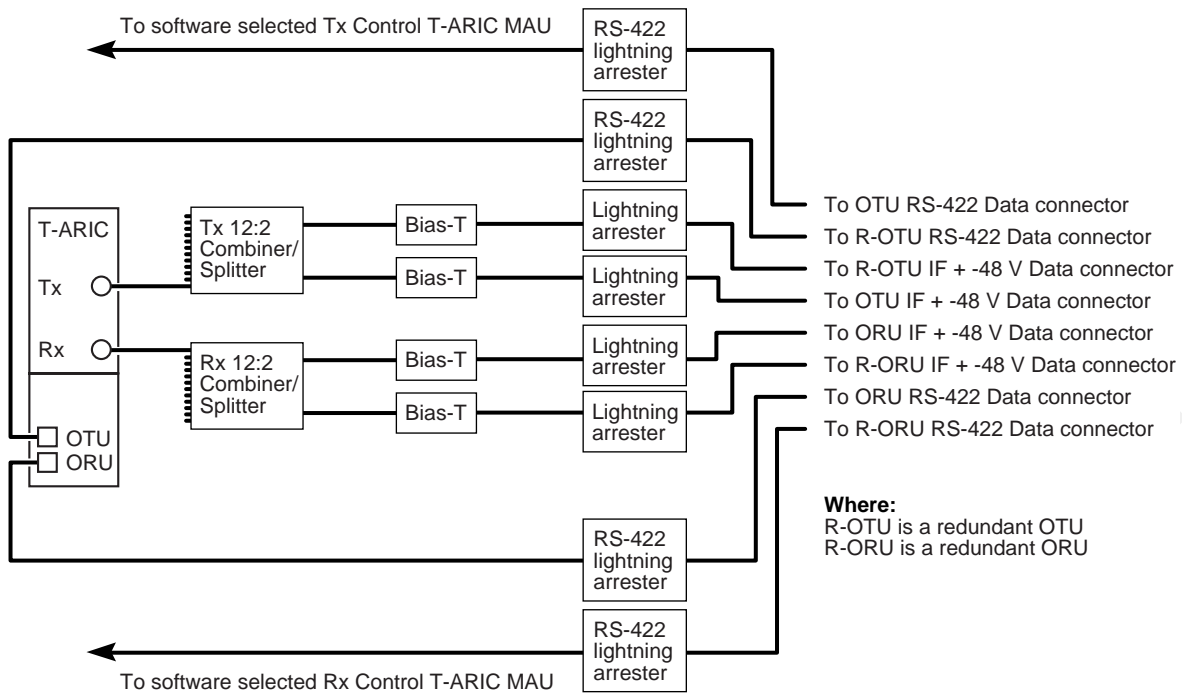 To software selected Tx Control T-ARIC MAU
RS-422
lightning
arrester
RS-422
lightning
arrester
T-ARIC
Tx
Rx
OTU
ORU
Tx 12:2
Combiner/
Splitter
Rx 12:2
Combiner/
Splitter
Bias-T
Bias-T
Bias-T
Bias-T
Lightning
arrester
Lightning
arrester
Lightning
arrester
Lightning
arrester
To OTU RS-422 Data connector
To R-OTU RS-422 Data connector
To R-OTU IF + -48 V Data connector
To OTU IF + -48 V Data connector
To ORU IF + -48 V Data connector
To R-ORU IF + -48 V Data connector
To ORU RS-422 Data connector
To R-ORU RS-422 Data connector
Where:
R-OTU is a redundant OTU
R-ORU is a redundant ORU
RS-422
lightning
arrester
RS-422
lightning
arrester
To software selected Rx Control T-ARIC MAU